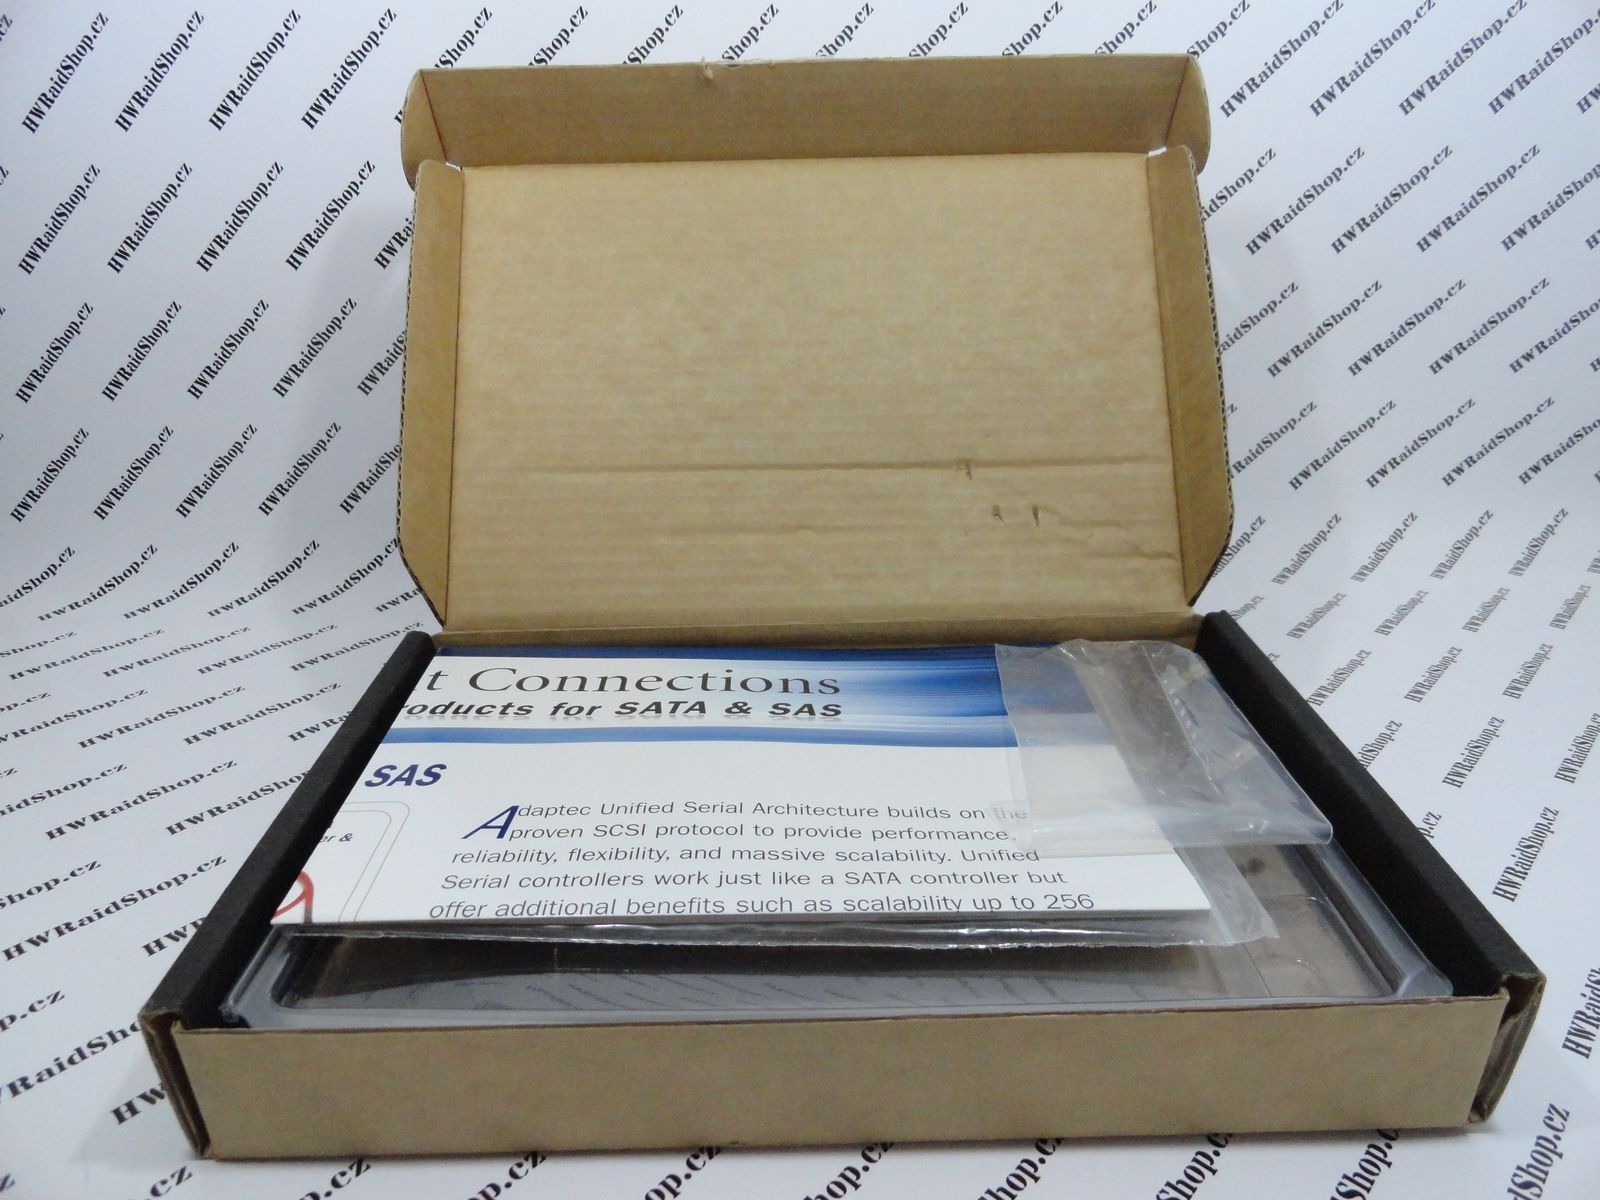 t Connections
roducts for SATA & SAS
SAS
er &
Adaptec Unified Serial Architecture builds on the
proven SCSI protocol to provide performance,
reliability, flexibility, and massive scalability. Unified
Serial controllers work just like a SATA controller but
offer additional benefits such as scalability up to 256
HWRaidShop.cz